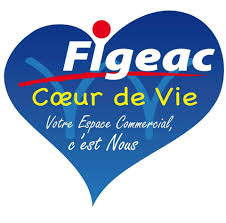 Figeac
Cœur de Vie
Votre Espace Commercial,
c'est Nous